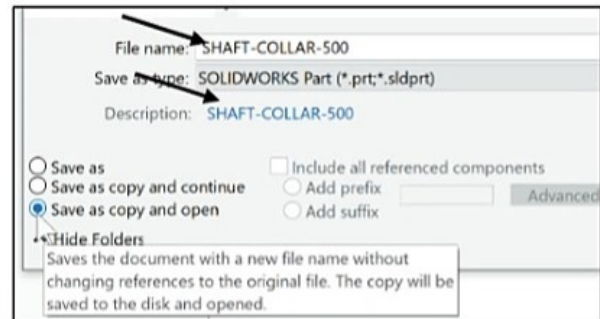 File name: SHAFT-COLLAR-500
Save as type: SOLIDWORKS Part (*.prt;*.sldprt)
Description: SHAFT-COLLAR-500
Save as
Include all referenced components
Save as copy and continue
Add prefix
Advanced
Save as copy and open
Add suffix
Hide Folders
Saves the document with a new file name without
changing references to the original file. The copy will be
saved to the disk and opened.